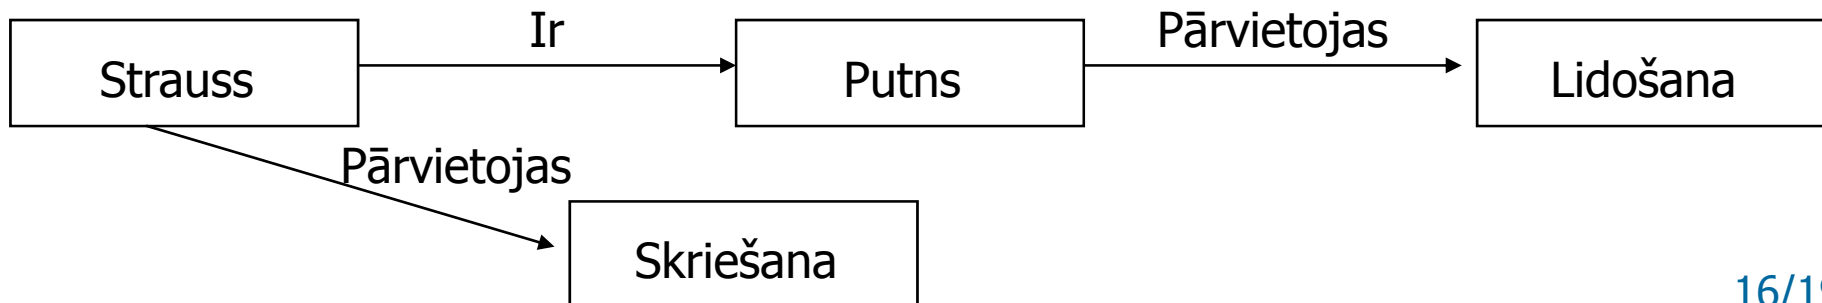 Ir
Pārvietojas
Strauss
Putns
Lidošana
Pārvietojas
Skriešana